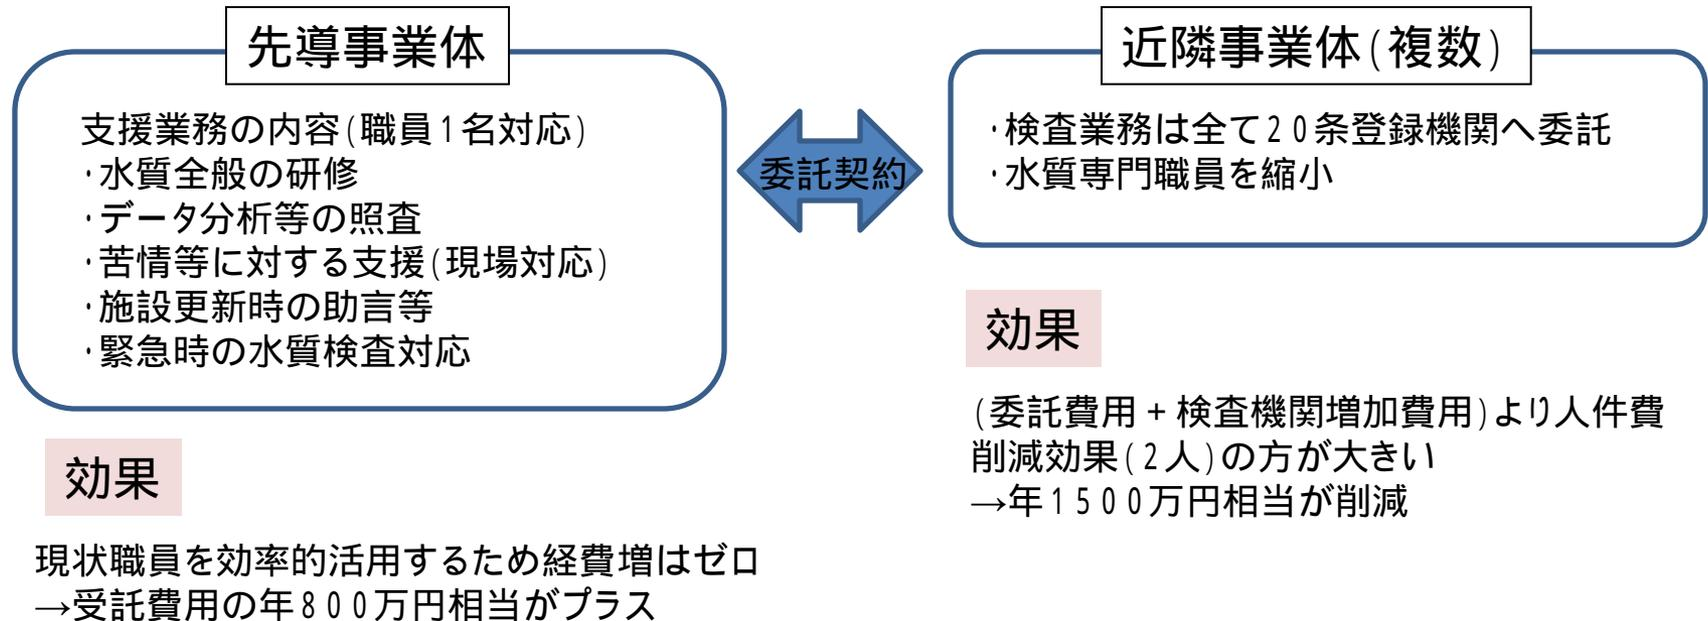 先導事業体
支援業務の内容(職員1名対応)
・水質全般の研修
・データ分析等の照査
・苦情等に対する支援(現場対応)
・施設更新時の助言等
・緊急時の水質検査対応
効果
現状職員を効率的活用するため経費増はゼロ
→受託費用の年800万円相当がプラス
委託契約
近隣事業体(複数)
・検査業務は全て20条登録機関へ委託
・水質専門職員を縮小
効果
(委託費用+検査機関増加費用)より人件費
削減効果(2人)の方が大きい
→年1500万円相当が削減